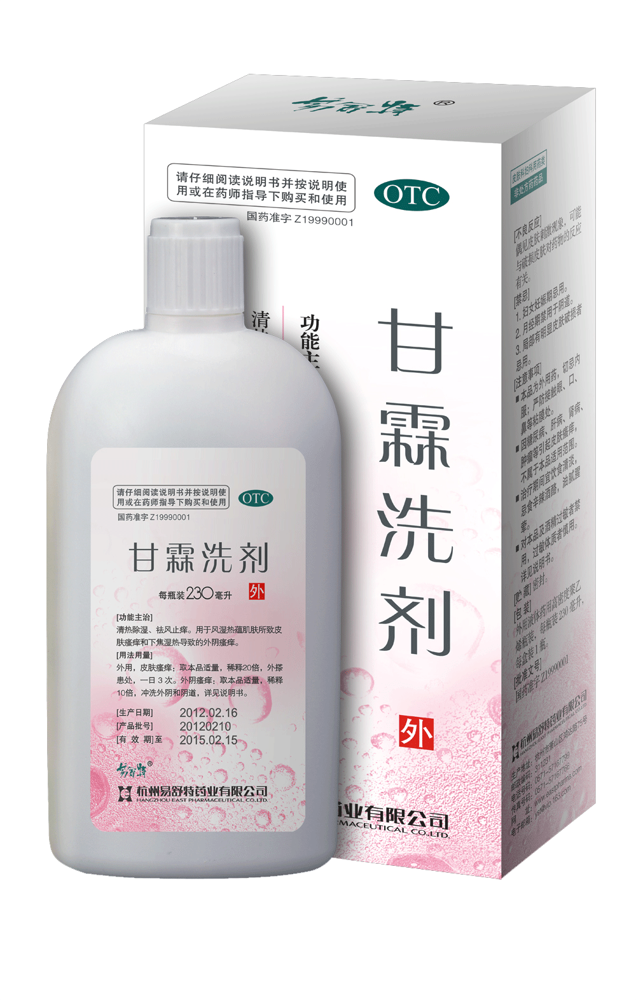 易舒特®
请仔细阅读说明书并按说明使
用或在药师指导下购买和使用
OTC
国药准字 Z19990001
功能主
清
甘霖洗剂
外
药业有限公司
RMACEUTICAL CO.LTD.
皮肤科妇科用药类
非处方药药品
[不良反应]
偶见皮肤刺激现象，可能
与破损皮肤对药物的反应
有关。
[禁忌]
1. 妇女妊娠期忌用。
2. 月经期禁用于阴道。
3. 局部有明显皮肤破损者
忌用。
[注意事项]
■ 本品为外用药，切忌内
服；严防接触眼、口、
鼻等粘膜处。
■ 因糖尿病、肝病、肾病、
肿瘤等引起皮肤瘙痒，
不属于本品适用范围。
■ 治疗期间宜饮食清淡，
忌食辛辣酒醋，油腻腥
荤。
■ 对本品及酒精过敏者禁
用，过敏体质者慎用。
详见说明书。
[贮 藏] 密封。
[包 装]
外用液体药用高密度聚乙
烯瓶装，每瓶装 230 毫升，
每盒装 1 瓶。
[批准文号]
国药准字 Z19990001
杭州易舒特药业有限公司
HANGZHOU EAST PHARMACEUTICAL CO.LTD.
生产地址：杭州市萧山区鸿达路75号
邮政编码：311231
电话号码：0571-57167799
传真号码：0571-57167766
网 址：www.eastpharms.com
电子邮箱：yst@vip.163.com
请仔细阅读说明书并按说明使
用或在药师指导下购买和使用
OTC
国药准字 Z19990001
甘霖洗剂
每瓶装230毫升 外
[功能主治]
清热除湿、祛风止痒。用于风湿热蕴肌肤所致皮
肤瘙痒和下焦湿热导致的外阴瘙痒。
[用法用量]
外用，皮肤瘙痒：取本品适量，稀释20倍，外搽
患处，一日 3 次。外阴瘙痒：取本品适量，稀释
10倍，冲洗外阴和阴道，详见说明书。
[生产日期] 2012.02.16
[产品批号] 20120210
[有 效 期]至 2015.02.15
易舒特®
杭州易舒特药业有限公司
HANGZHOU EAST PHARMACEUTICAL CO.LTD.